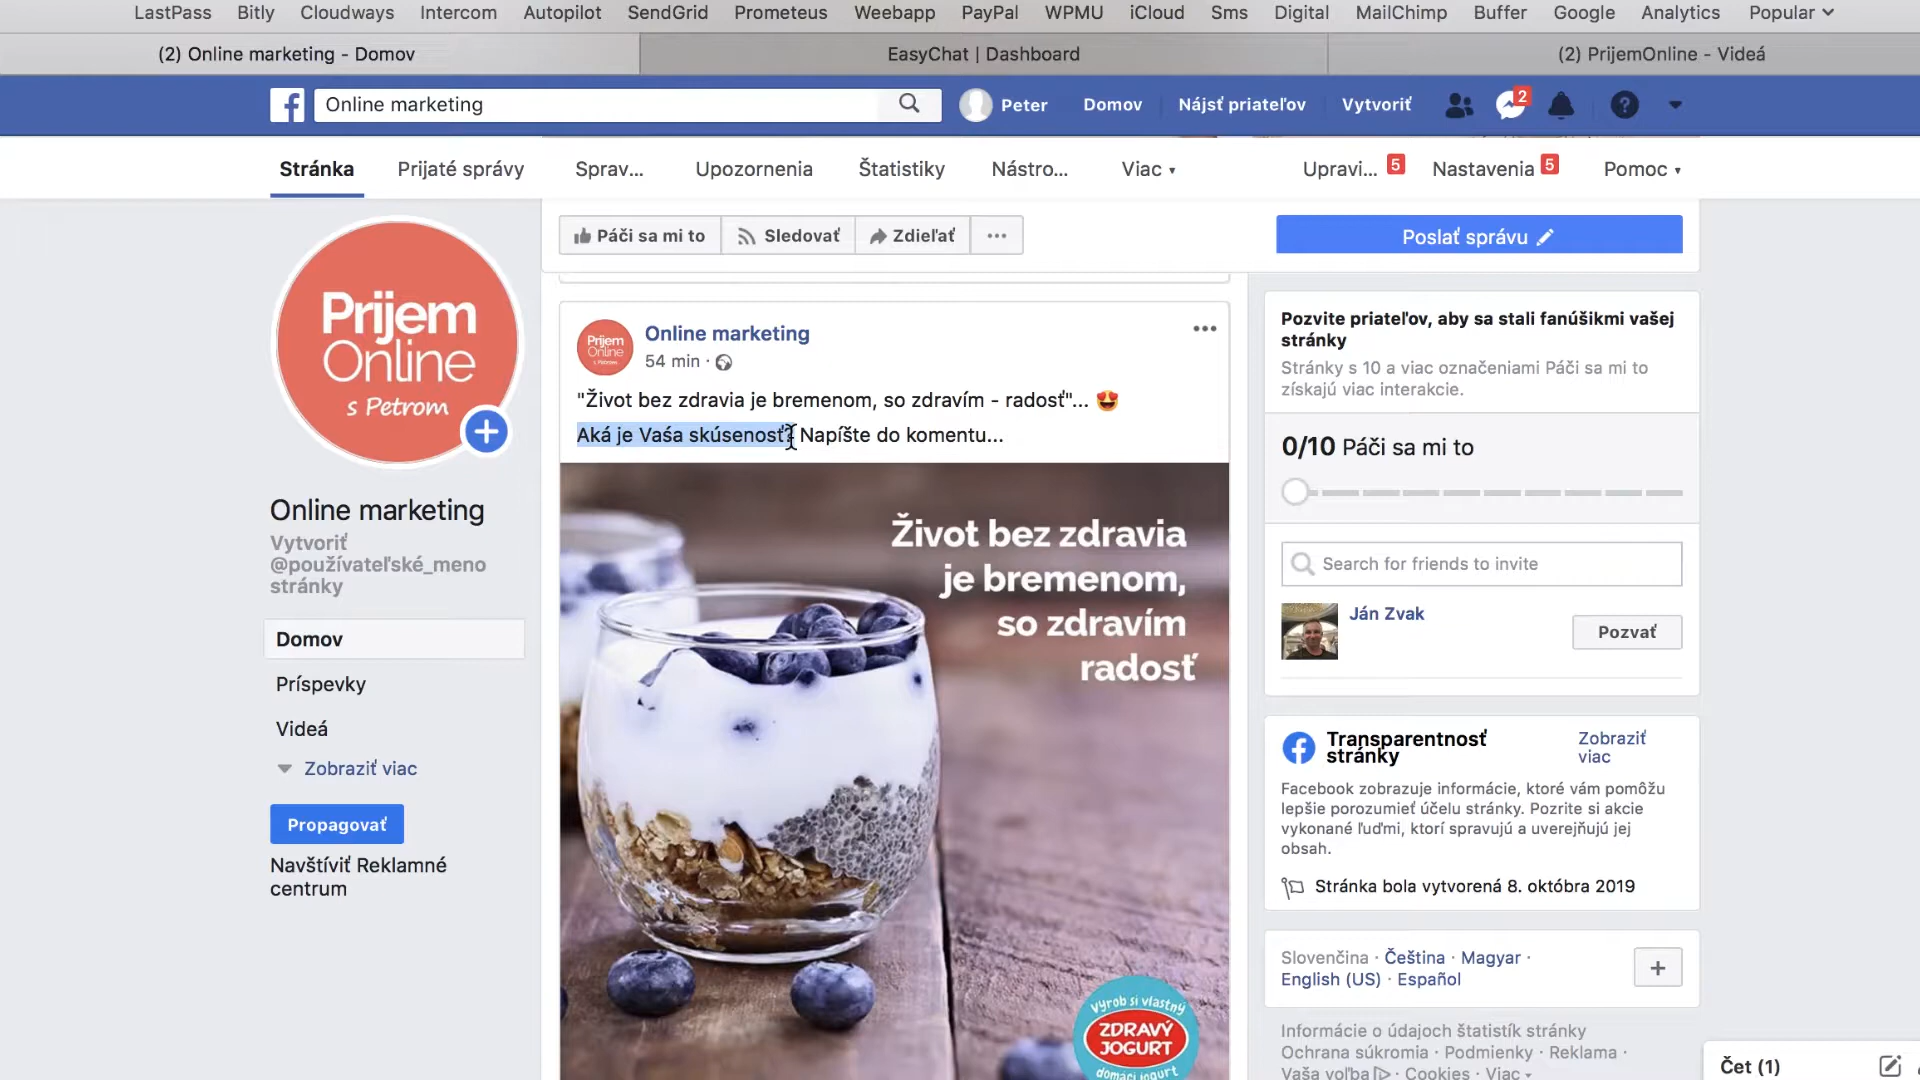 LastPass Bitly Cloudways Intercom Autopilot SendGrid Prometeus Weebapp PayPal WPMU iCloud Sms Digital MailChimp Buffer Google Analytics Popular
(2) Online marketing - Domov EasyChat | Dashboard (2) PrijemOnline - Videá
Online marketing Peter Domov Nájsť priateľov Vytvoriť 2
Stránka Prijaté správy Sprav... Upozornenia Štatistiky Nástro... Viac Upravi... 5 Nastavenia 5 Pomoc
Páči sa mi to Sledovať Zdieľať ... Poslať správu
Prijem
Online
s Petrom
Online marketing
Vytvoriť
@používateľské_meno
stránky
Domov
Príspevky
Videá
Zobraziť viac
Propagovať
Navštíviť Reklamné
centrum
Prijem
Online
s Petrom
Online marketing
54 min ·
"Život bez zdravia je bremenom, so zdravím - radosť"... 😍
Aká je Vaśa skúsenosť? Napíšte do komentu...
Život bez zdravia
je bremenom,
so zdravím
radosť
Vyrob si vlastný
ZDRAVÝ
JOGURT
domáci jogurt
Pozvite priateľov, aby sa stali fanúšikmi vašej
stránky
Stránky s 10 a viac označeniami Páči sa mi to
získajú viac interakcie.
0/10 Páči sa mi to
Search for friends to invite
Ján Zvak
Pozvať
Transparentnosť
stránky
Zobraziť
viac
Facebook zobrazuje informácie, ktoré vám pomôžu
lepšie porozumieť účelu stránky. Pozrite si akcie
vykonané ľuďmi, ktorí spravujú a uverejňujú jej
obsah.
Stránka bola vytvorená 8. októbra 2019
Slovenčina · Čeština · Magyar ·
English (US) · Español
Informácie o údajoch štatistík stránky
Ochrana súkromia · Podmienky · Reklama ·
Vaša voľba · Cookies · Viac
Čet (1)